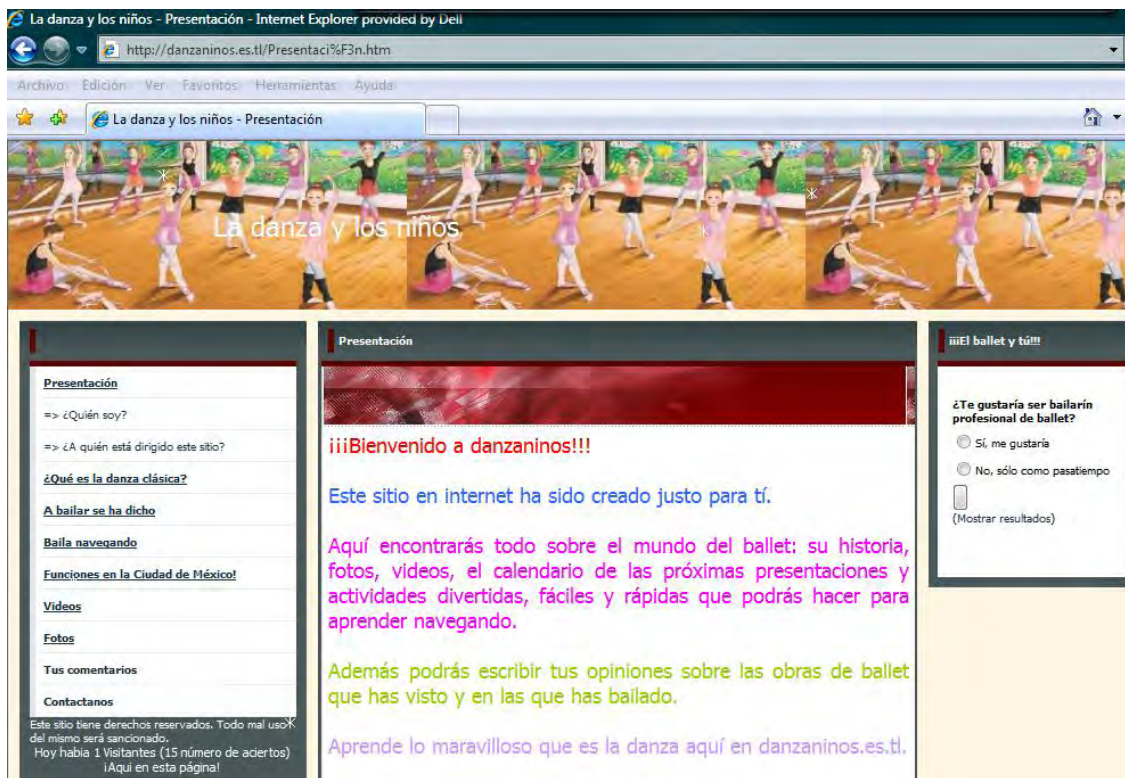 La danza y los niños - Presentación - Internet Explorer provided by Dell
http://danzaninos.es.tl/Presentaci%F3n.htm
Archivo Edición Ver Favoritos Herramientas Ayuda
La danza y los niños - Presentación
La danza y los niños
Presentación
=> ¿Quién soy?
=> ¿A quién está dirigido este sitio?
¿Qué es la danza clásica?
A bailar se ha dicho
Baila navegando
Funciones en la Ciudad de México!
Videos
Fotos
Tus comentarios
Contactanos
Este sitio tiene derechos reservados. Todo mal uso
del mismo será sancionado.
Hoy habia 1 Visitantes (15 número de aciertos)
¡Aqui en esta página!
Presentación
¡¡¡Bienvenido a danzaninos!!!
Este sitio en internet ha sido creado justo para tí.
Aquí encontrarás todo sobre el mundo del ballet: su historia,
fotos, videos, el calendario de las próximas presentaciones y
actividades divertidas, fáciles y rápidas que podrás hacer para
aprender navegando.
Además podrás escribir tus opiniones sobre las obras de ballet
que has visto y en las que has bailado.
Aprende lo maravilloso que es la danza aquí en danzaninos.es.tl.
¡¡¡El ballet y tú!!!
¿Te gustaría ser bailarín
profesional de ballet?
Sí, me gustaría
No, sólo como pasatiempo
(Mostrar resultados)